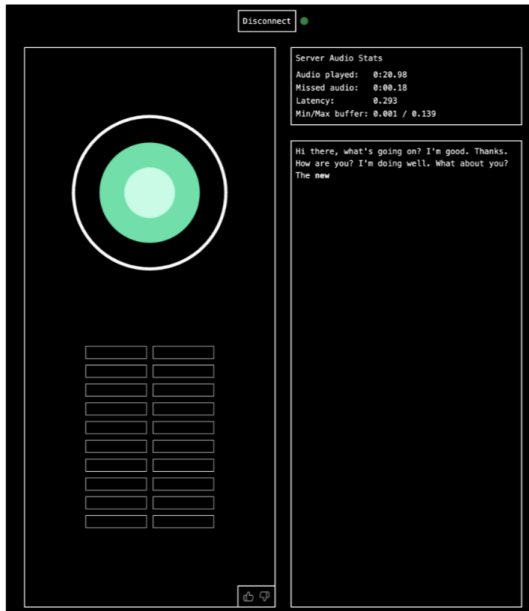 Disconnect
Server Audio Stats
Audio played: 0:20.98
Missed audio: 0:00.18
Latency: 0.293
Min/Max buffer: 0.001 / 0.139
Hi there, what's going on? I'm good. Thanks.
How are you? I'm doing well. What about you?
The new